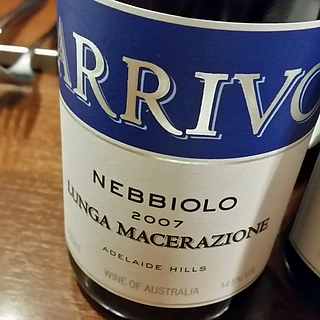 ARRIVO
NEBBIOLO
2007
LUNGA MACERAZIONE
ADELAIDE HILLS
WINE OF AUSTRALIA